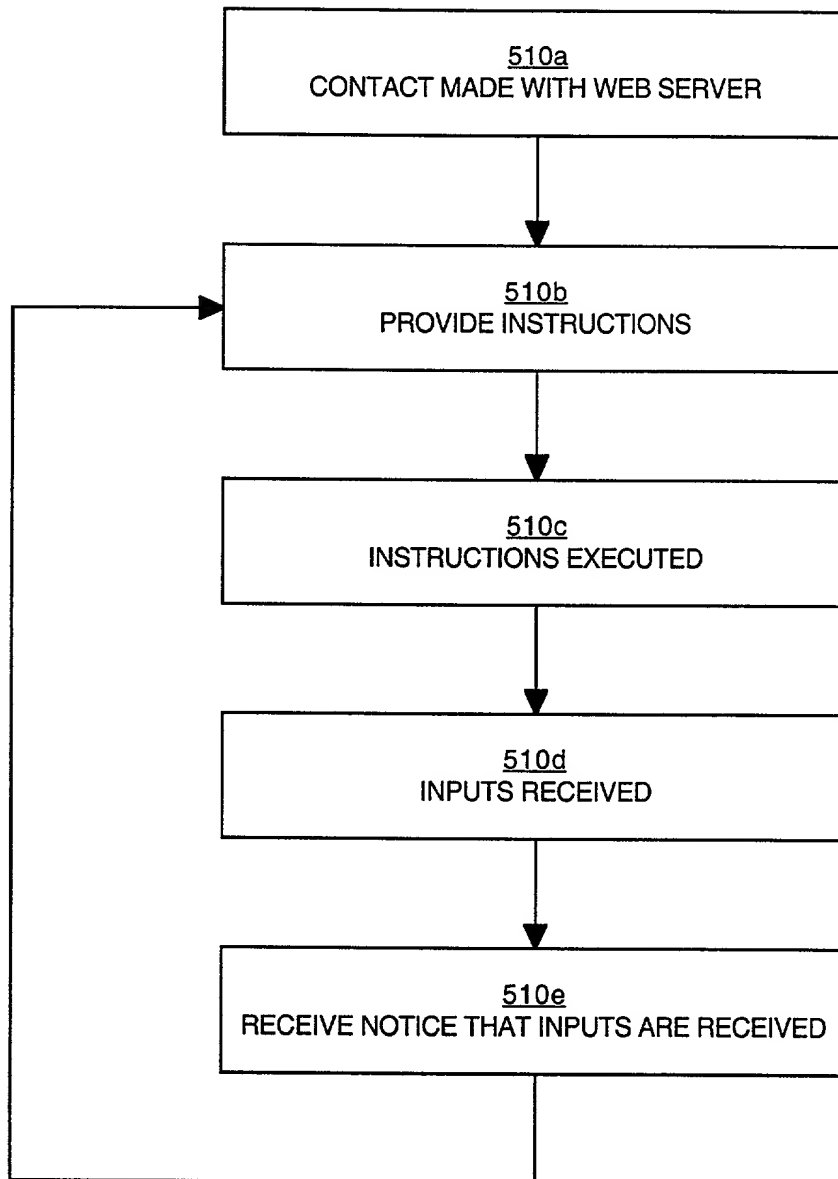 510a
CONTACT MADE WITH WEB SERVER
510b
PROVIDE INSTRUCTIONS
510c
INSTRUCTIONS EXECUTED
510d
INPUTS RECEIVED
510e
RECEIVE NOTICE THAT INPUTS ARE RECEIVED